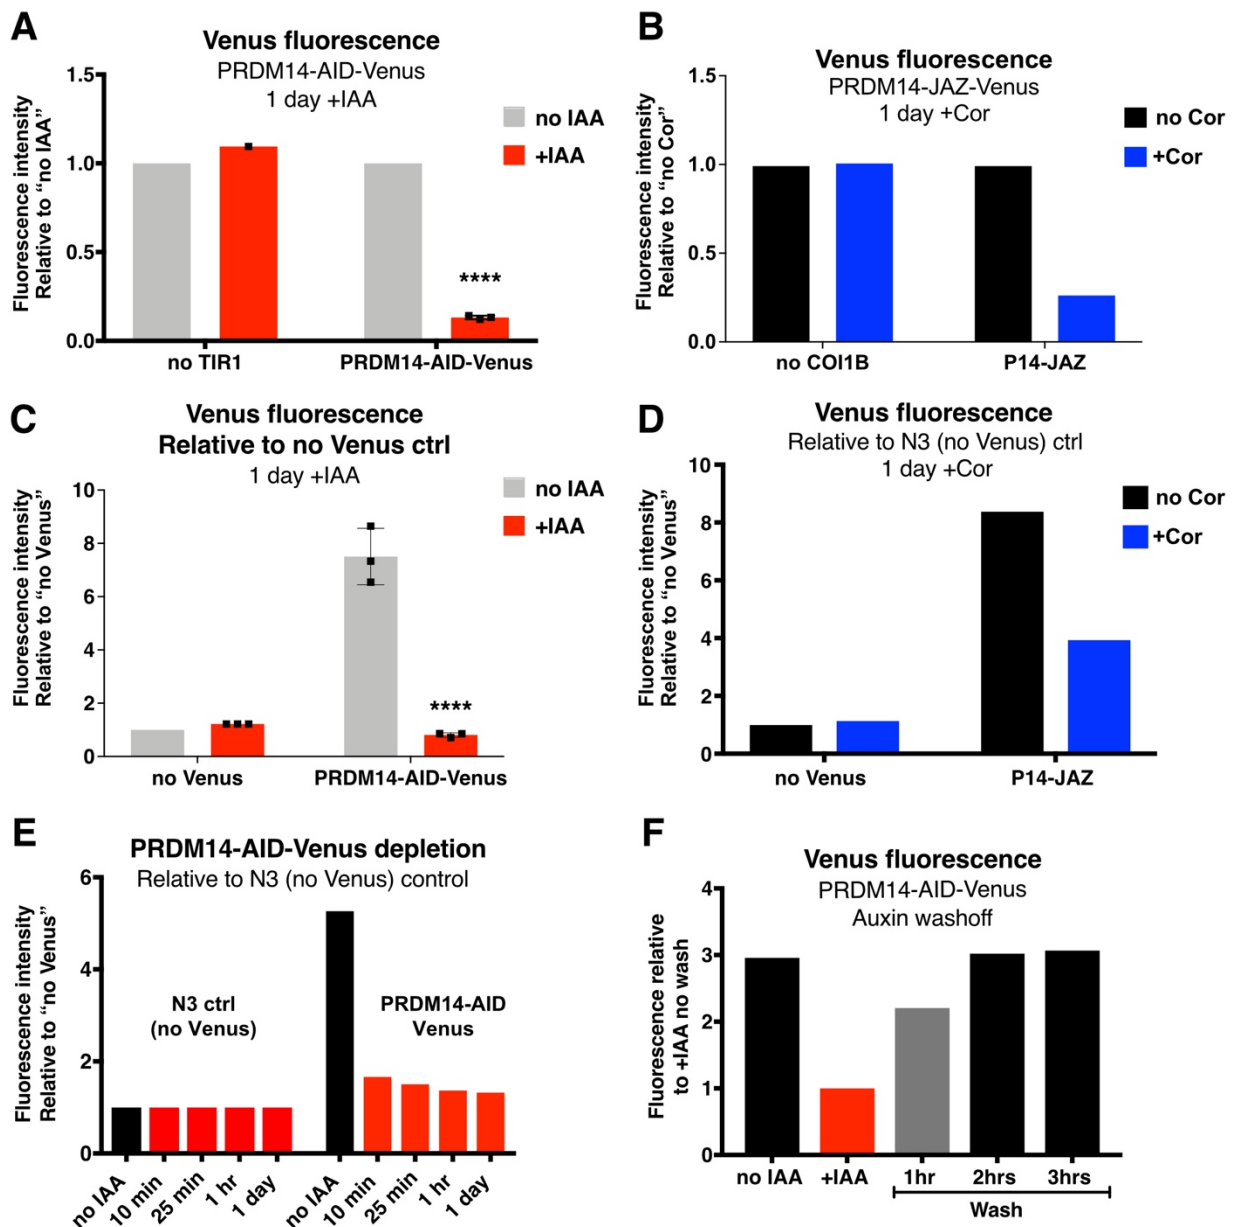 A
Venus fluorescence
PRDM14-AID-Venus
1 day +IAA
Fluorescence intensity
Relative to “no IAA”
1.5
1.0
0.5
0.0
no IAA
+IAA
****
no TIR1
PRDM14-AID-Venus
B
Venus fluorescence
PRDM14-JAZ-Venus
1 day +Cor
Fluorescence intensity
Relative to “no Cor”
1.5
1.0
0.5
0.0
no Cor
+Cor
no COI1B
P14-JAZ
C
Venus fluorescence
Relative to no Venus ctrl
1 day +IAA
Fluorescence intensity
Relative to “no Venus”
10
8
6
4
2
0
no IAA
+IAA
****
no Venus
PRDM14-AID-Venus
D
Venus fluorescence
Relative to N3 (no Venus) ctrl
1 day +Cor
Fluorescence intensity
Relative to “no Venus”
10
8
6
4
2
0
no Cor
+Cor
no Venus
P14-JAZ
E
PRDM14-AID-Venus depletion
Relative to N3 (no Venus) control
Fluorescence intensity
Relative to “no Venus”
6
4
2
0
N3 ctrl
(no Venus)
PRDM14-AID
Venus
no IAA
10 min
25 min
1 hr
1 day
no IAA
10 min
25 min
1 hr
1 day
F
Venus fluorescence
PRDM14-AID-Venus
Auxin washoff
Fluorescence relative
to +IAA no wash
4
3
2
1
0
no IAA
+IAA
1hr
2hrs
3hrs
Wash